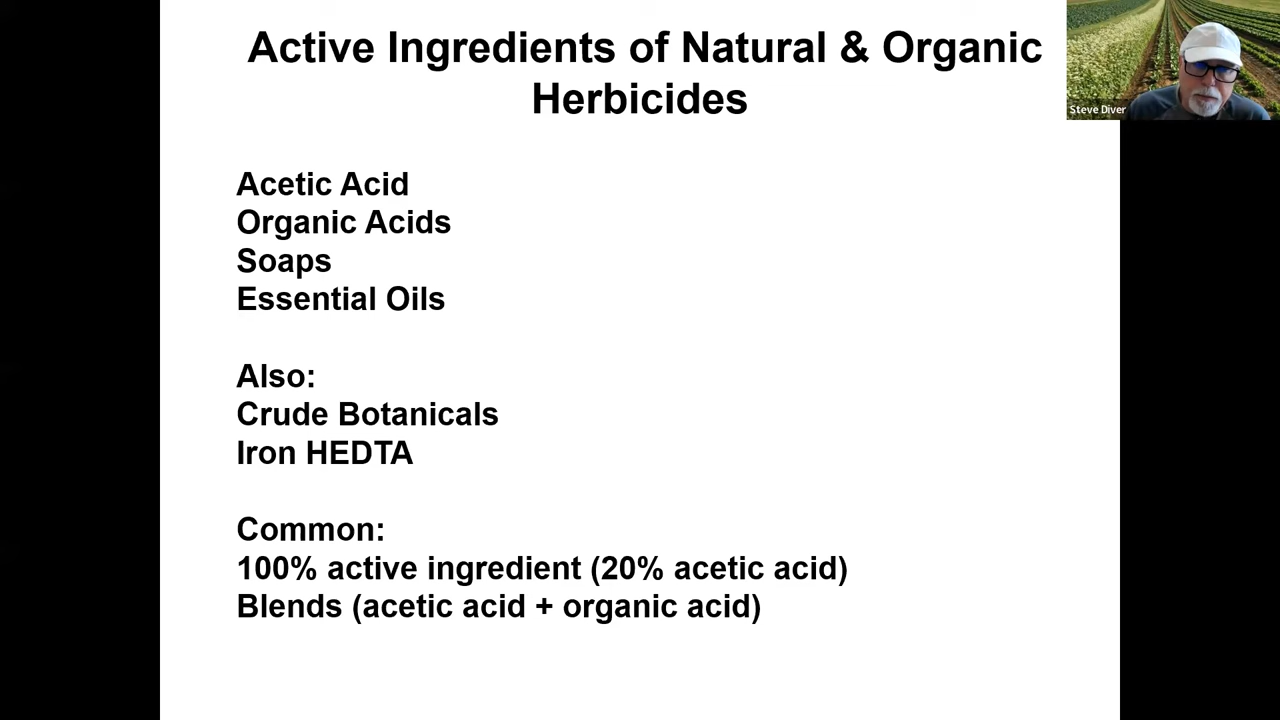 Active Ingredients of Natural & Organic
Herbicides
Steve Diver
Acetic Acid
Organic Acids
Soaps
Essential Oils
Also:
Crude Botanicals
Iron HEDTA
Common:
100% active ingredient (20% acetic acid)
Blends (acetic acid + organic acid)